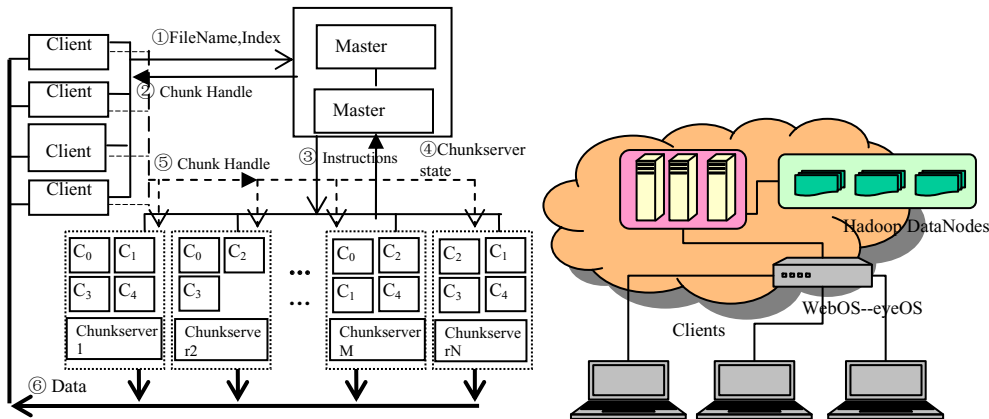 Client
Client
Client
Client
①FileName,Index
② Chunk Handle
Master
Master
③ Instructions
④Chunkserver
state
⑤ Chunk Handle
C₀ C₁
C₃ C₄
Chunkserver
1
C₀ C₂
C₃
Chunkserve
r2
...
...
C₀ C₂
C₁ C₄
Chunkserver
M
C₂ C₁
C₃ C₄
Chunkserve
rN
⑥ Data
Hadoop DataNodes
WebOS--eyeOS
Clients